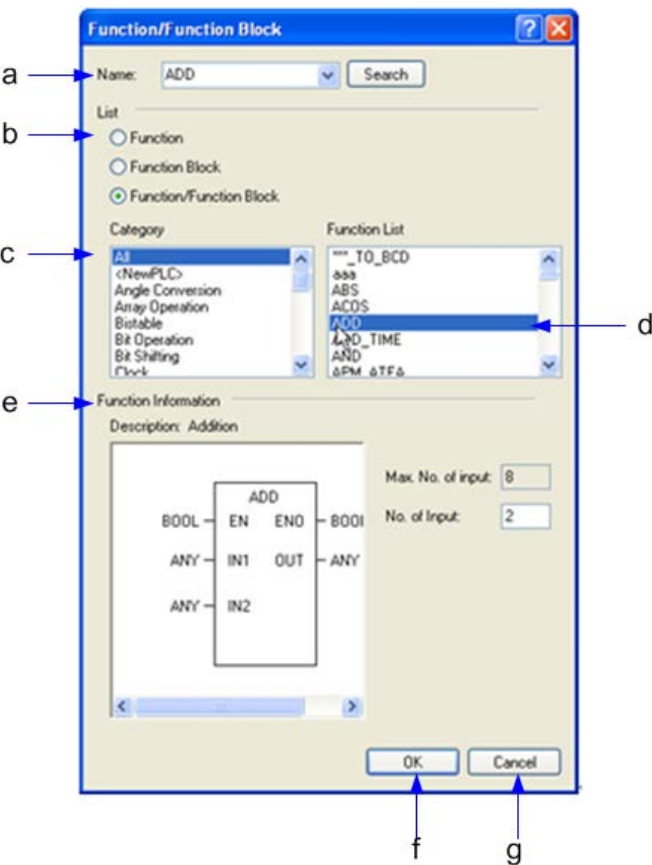 Function/Function Block
a
Name: ADD Search
List
b
Function
Function Block
Function/Function Block
Category Function List
c
All
<NewPLC>
Angle Conversion
Array Operation
Bistable
Bit Operation
Bit Shifting
Clock
***_TO_BCD
aaa
ABS
ACOS
ADD
ADD_TIME
AND
APM_ATEA
d
e
Function Information
Description: Addition
Max. No. of input: 8
No. of Input: 2
ADD
BOOL EN ENO BOOL
ANY IN1 OUT ANY
ANY IN2
OK Cancel
f g